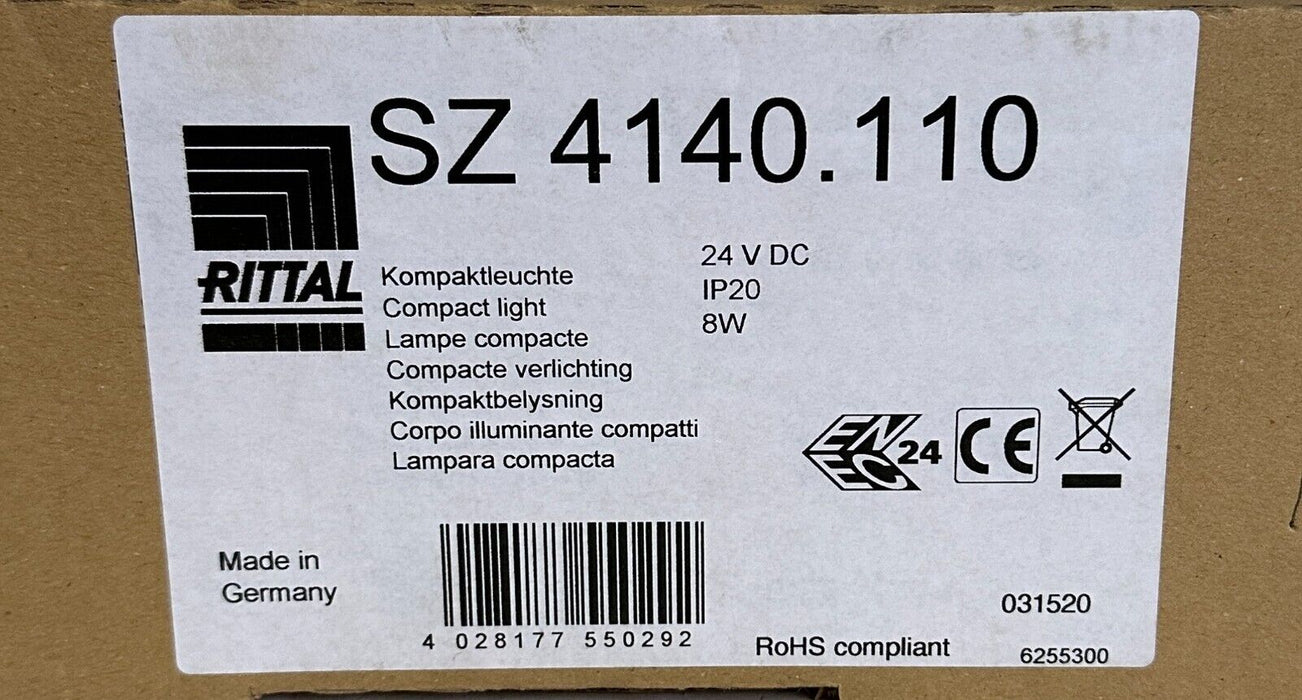 SZ 4140.110
RITTAL
Kompaktleuchte
Compact light
Lampe compacte
Compacte verlichting
Kompaktbelysning
Corpo illuminante compatti
Lampara compacta
24 V DC
IP20
8W
ENEC 24
CE
Made in
Germany
4 028177 550292
RoHS compliant
031520
6255300